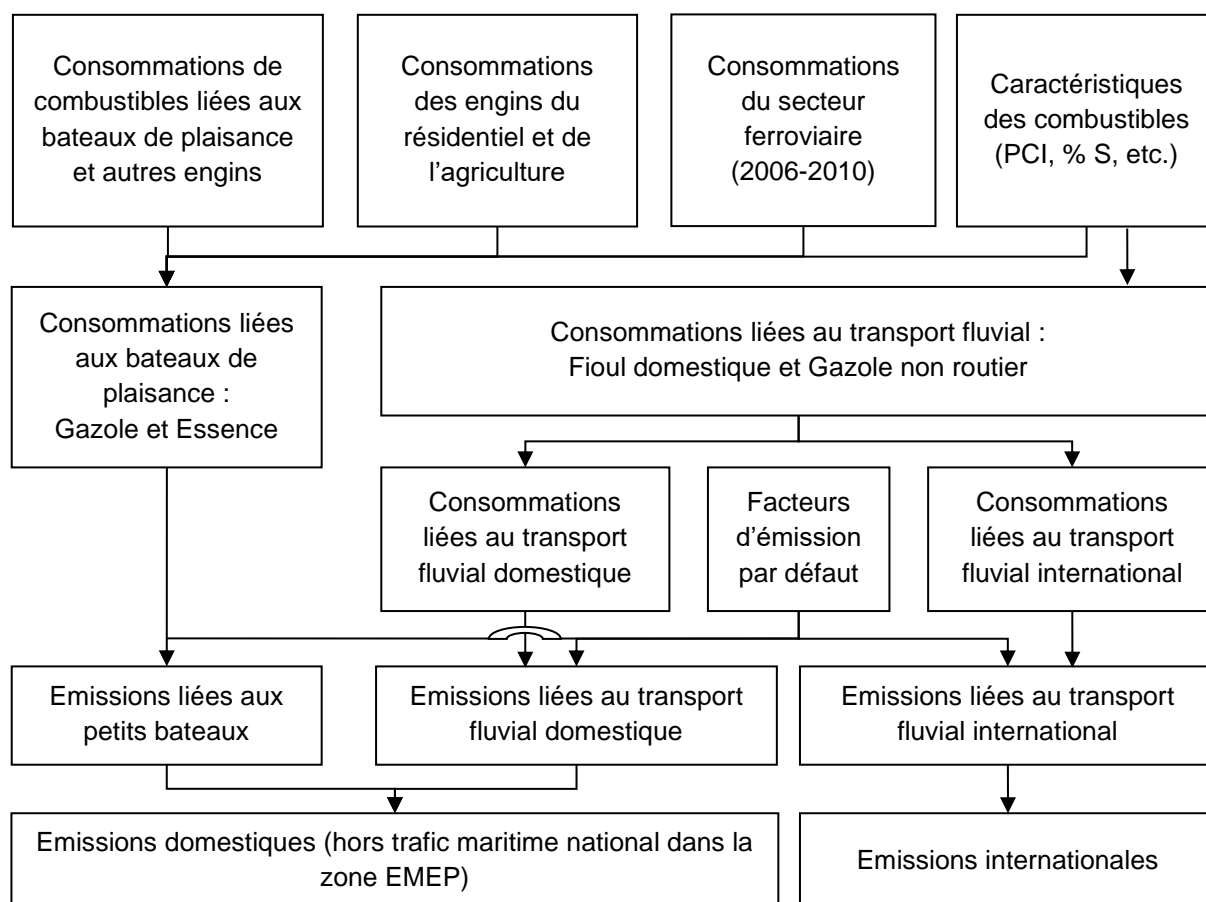 Consommations de
combustibles liées aux
bateaux de plaisance
et autres engins
Consommations
des engins du
résidentiel et de
l'agriculture
Consommations
du secteur
ferroviaire
(2006-2010)
Caractéristiques
des combustibles
(PCI, % S, etc.)
Consommations liées
aux bateaux de
plaisance :
Gazole et Essence
Consommations liées au transport fluvial :
Fioul domestique et Gazole non routier
Consommations
liées au transport
fluvial domestique
Facteurs
d'émission
par défaut
Consommations
liées au transport
fluvial international
Emissions liées aux
petits bateaux
Emissions liées au transport
fluvial domestique
Emissions liées au transport
fluvial international
Emissions domestiques (hors trafic maritime national dans la
zone EMEP)
Emissions internationales